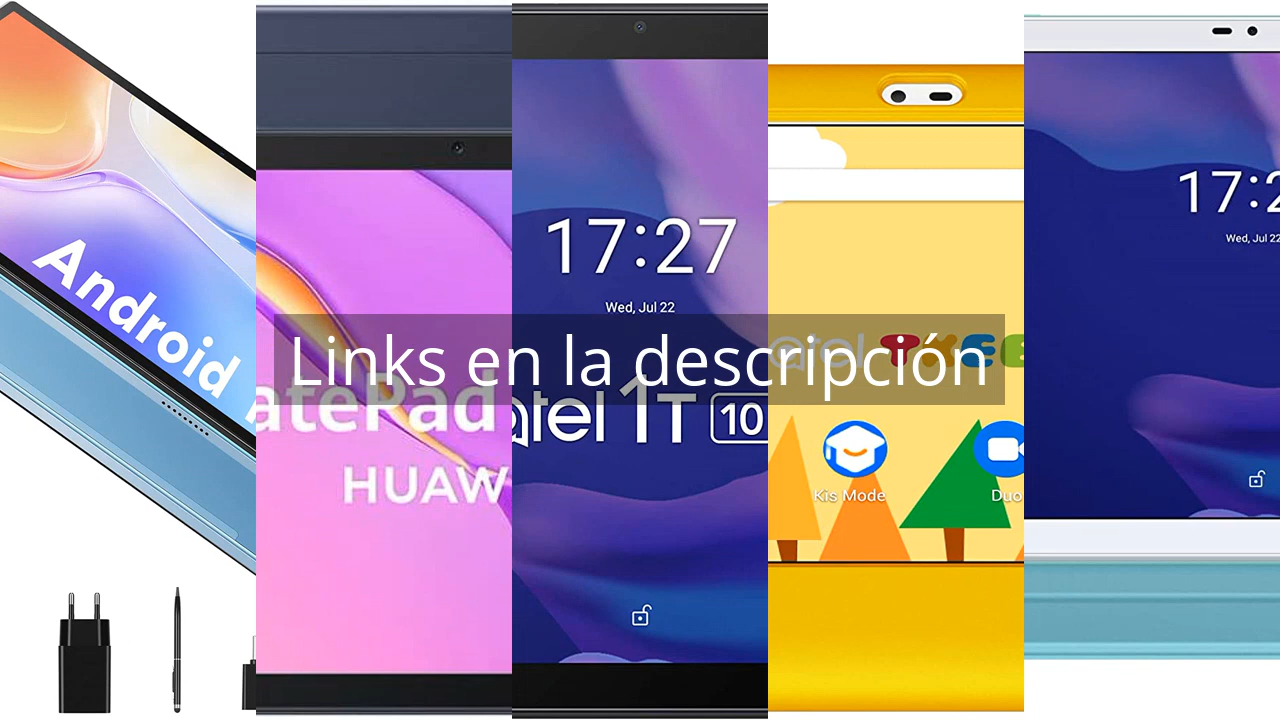 Android
17:27
Wed, Jul 22
17:2
Wed, Jul 22
Links en la descripción
atePad
atel 1T 10
HUAW
Kis Mode
Duo